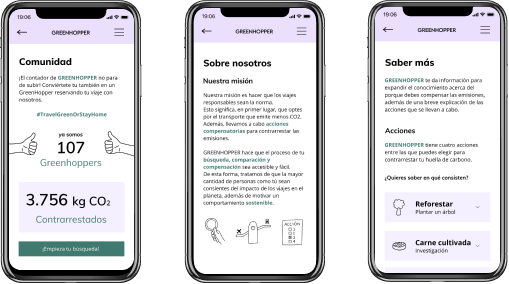 19:06
GREENHOPPER
Comunidad
¡El contador de GREENHOPPER no para
de subir! Conviértete tu también en un
GreenHopper reservando tu viaje con
nosotros.
#TravelGreenOrStayHome
ya somos
107
Greenhoppers
3.756 kg CO₂
Contrarrestados
¡Empieza tu búsqueda!
19:06
GREENHOPPER
Sobre nosotros
Nuestra misión
Nuestra misión es hacer que los viajes
responsables sean la norma.
Esto significa, en primer lugar, que optes
por el transporte que emite menos CO2.
Además, llevamos a cabo acciones
compensatorias para contrarrestar las
emisiones.
GREENHOPPER hace que el proceso de tu
búsqueda, comparación y
compensación sea accesible y fácil.
De esta forma, tratamos de que la mayor
cantidad de personas como tú sean
conscientes del impacto de los viajes en el
planeta, además de motivar un
comportamiento sostenible.
ACCIÓN
1
2
3
4
19:06
GREENHOPPER
Saber más
GREENHOPPER te da información para
expandir el conocimiento acerca del
porque debes compensar las emisiones,
además de una breve explicación de las
acciones que se llevan a cabo.
Acciones
GREENHOPPER tiene cuatro acciones
entre las que puedes elegir para
contrarrestar tu huella de carbono.
¿Quieres saber en qué consisten?
Reforestar
Plantar un árbol
Carne cultivada
Investigación